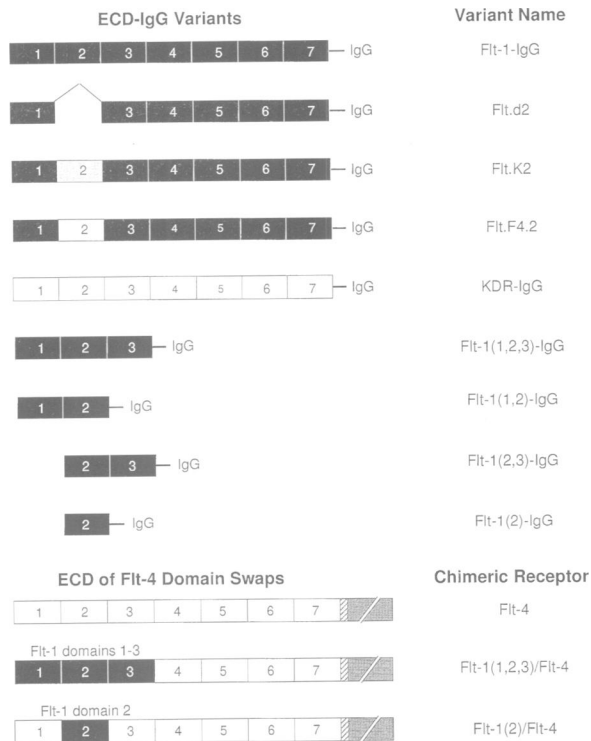 ECD-IgG Variants Variant Name
1 2 3 4 5 6 7 IgG Flt-1-IgG
1 3 4 5 6 7 IgG Flt.d2
1 2 3 4 5 6 7 IgG Flt.K2
1 2 3 4 5 6 7 IgG Flt.F4.2
1 2 3 4 5 6 7 IgG KDR-IgG
1 2 3 IgG Flt-1(1,2,3)-IgG
1 2 IgG Flt-1(1,2)-IgG
2 3 IgG Flt-1(2,3)-IgG
2 IgG Flt-1(2)-IgG
ECD of Flt-4 Domain Swaps Chimeric Receptor
1 2 3 4 5 6 7 Flt-4
Flt-1 domains 1-3
1 2 3 4 5 6 7 Flt-1(1,2,3)/Flt-4
Flt-1 domain 2
1 2 3 4 5 6 7 Flt-1(2)/Flt-4